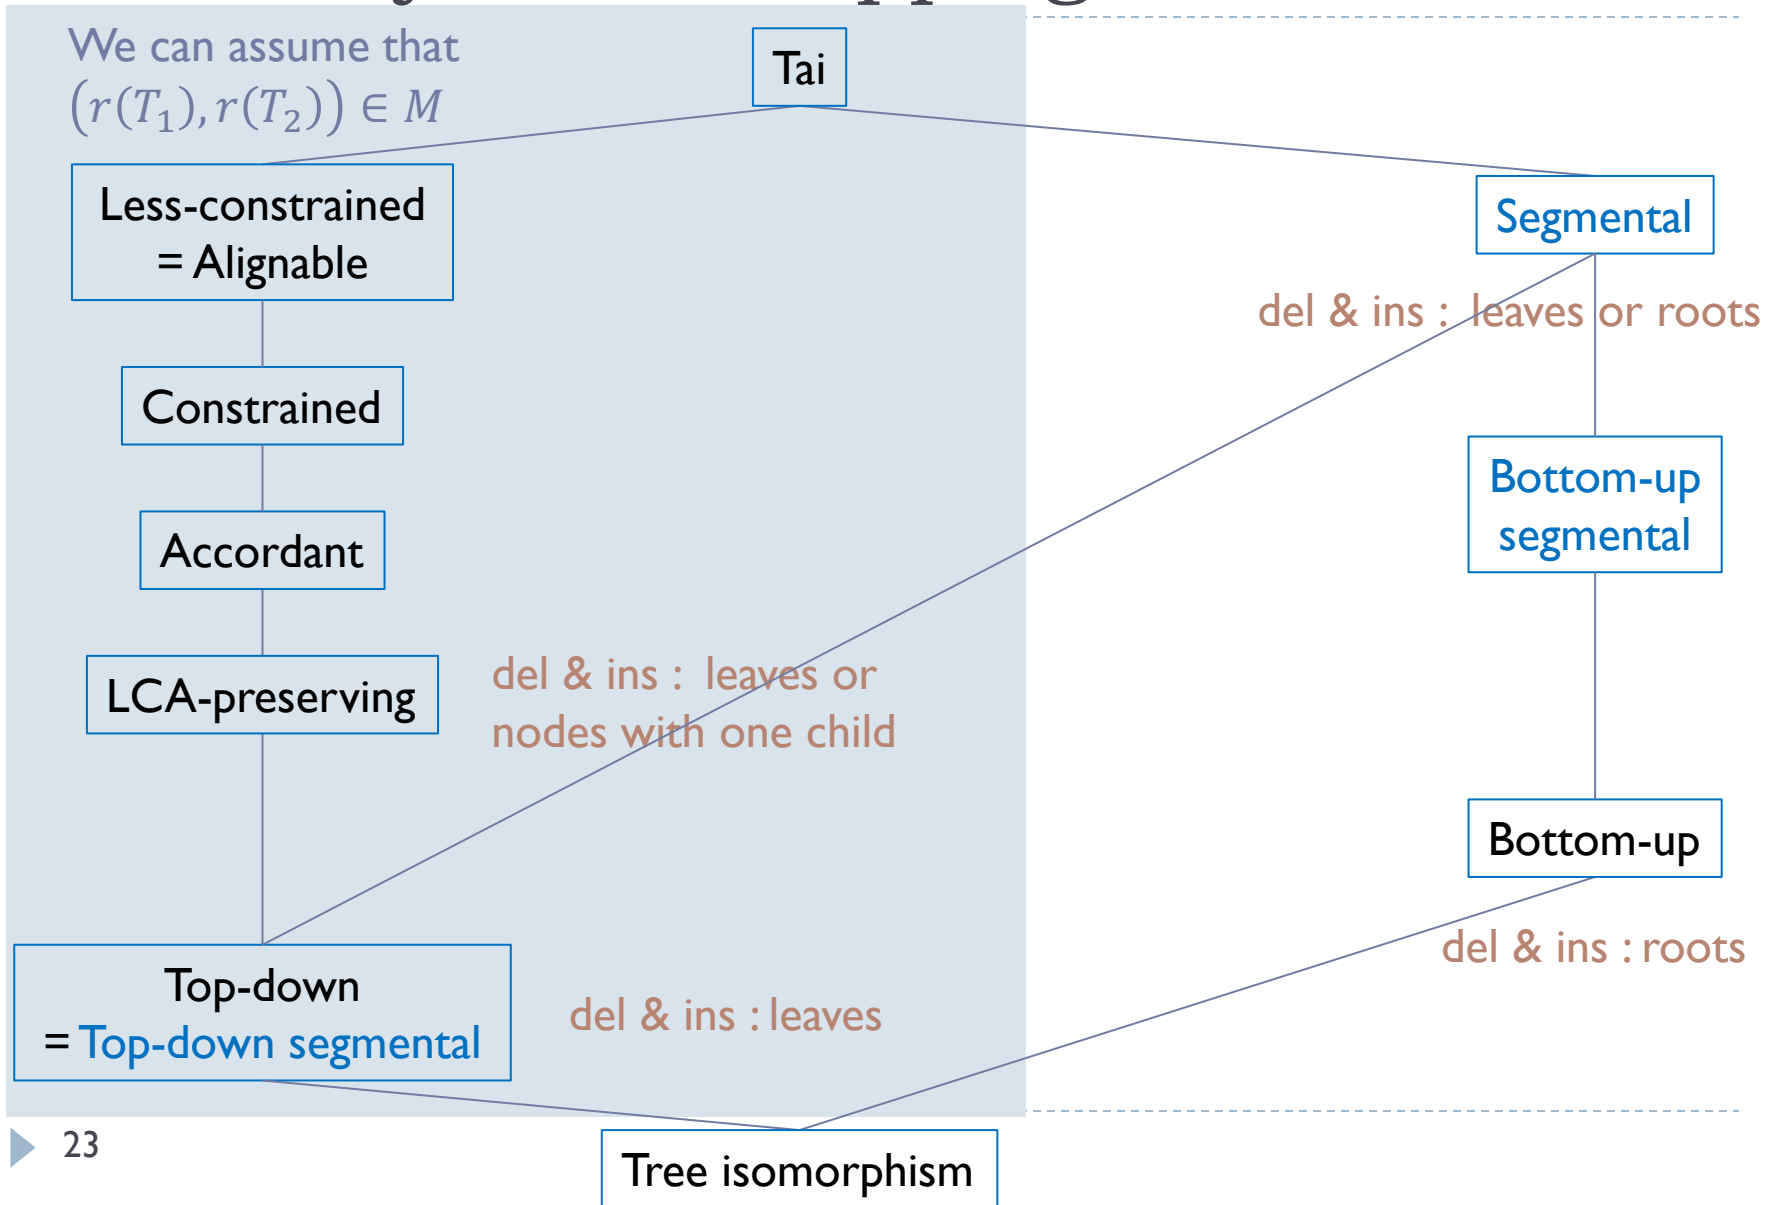 We can assume that
(r(T₁), r(T₂)) ∈ M
Tai
Less-constrained
= Alignable
Segmental
del & ins : leaves or roots
Constrained
Bottom-up
segmental
Accordant
LCA-preserving
del & ins : leaves or
nodes with one child
Bottom-up
del & ins : roots
Top-down
= Top-down segmental
del & ins : leaves
23
Tree isomorphism